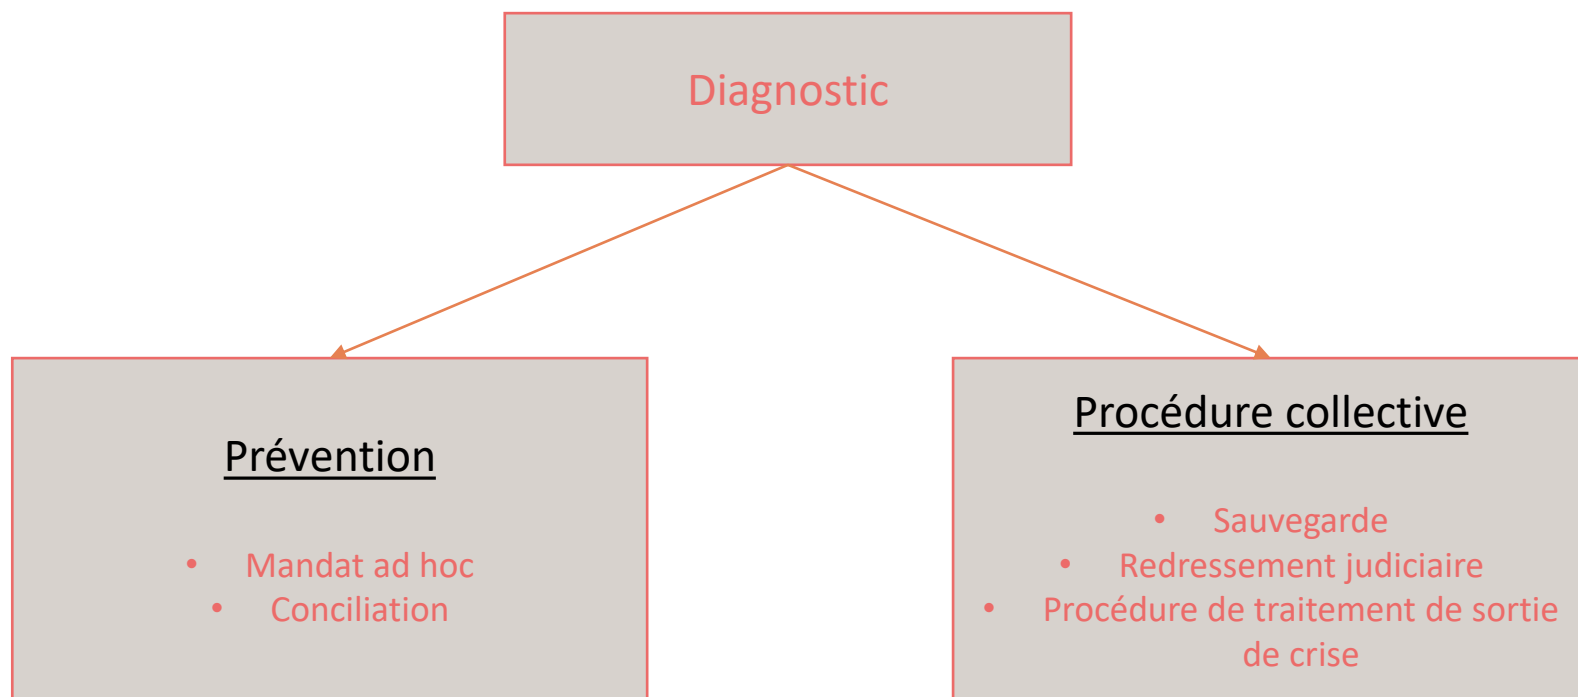 Diagnostic
Prévention
• Mandat ad hoc
• Conciliation
Procédure collective
• Sauvegarde
• Redressement judiciaire
• Procédure de traitement de sortie
de crise